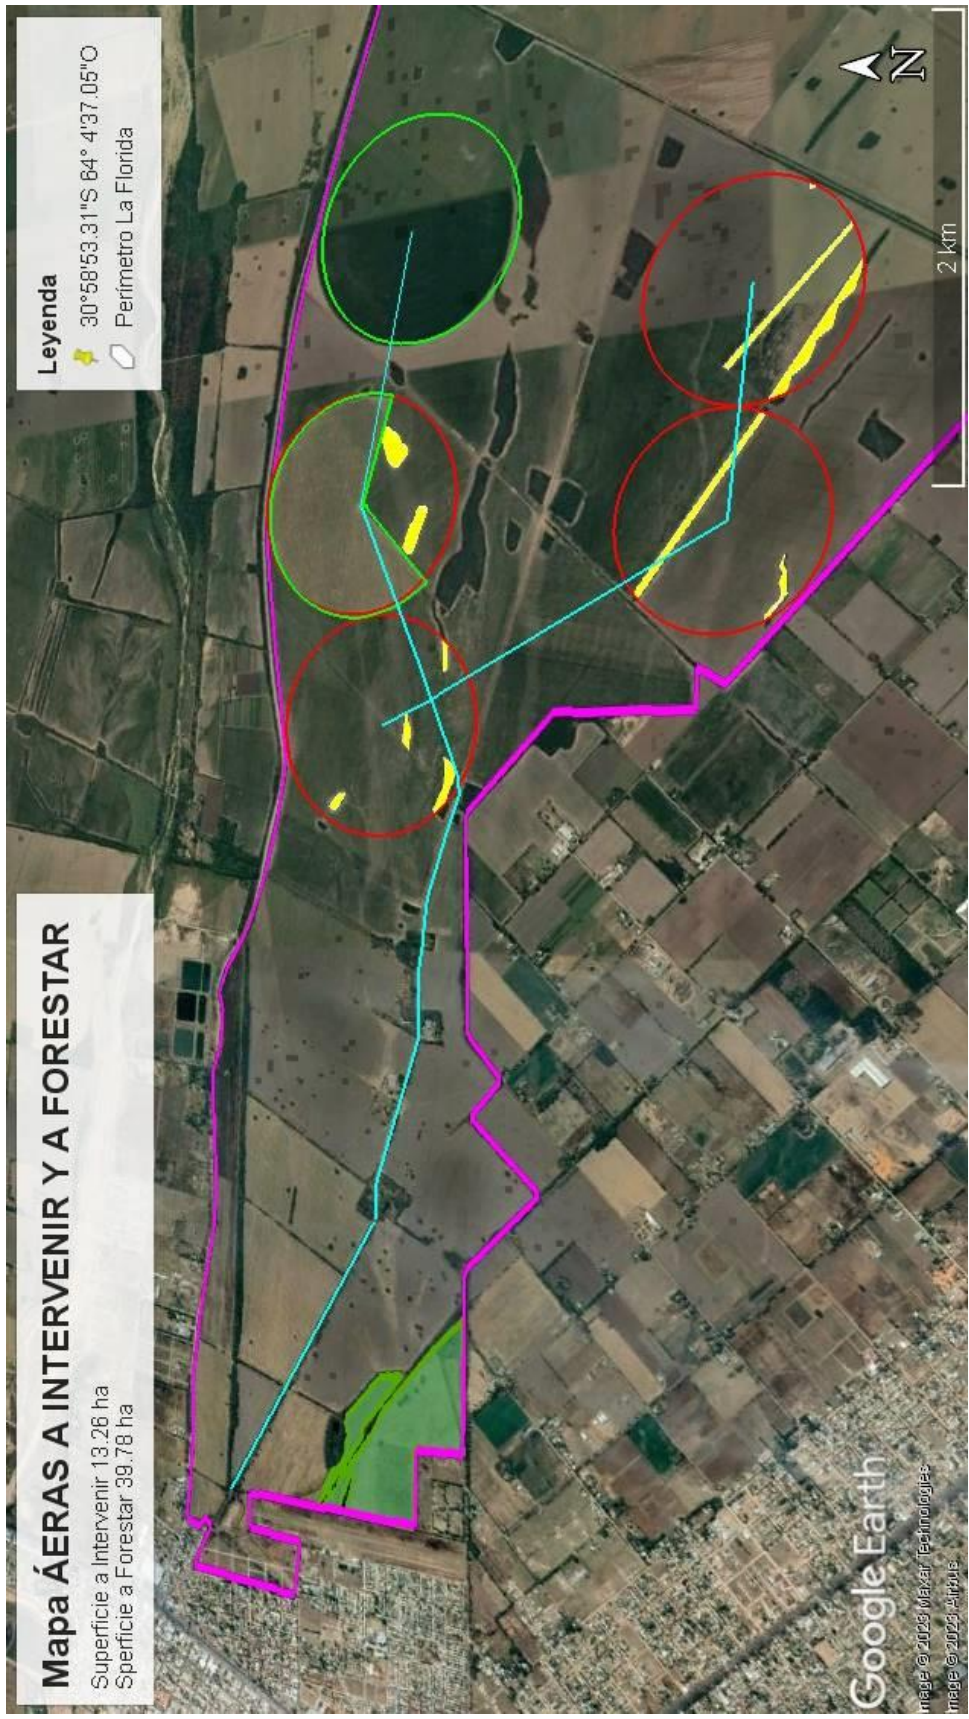 Mapa ÁERAS A INTERVENIR Y A FORESTAR
Superficie a Intervenir 13.26 ha
Sperficie a Forestar 39.78 ha
Leyenda
30°58'53.31"S 64° 4'37.05"O
Perímetro La Florida
Google Earth
Image © 2023 Maxar Technologies
Image © 2023 Airbus
N
2 km